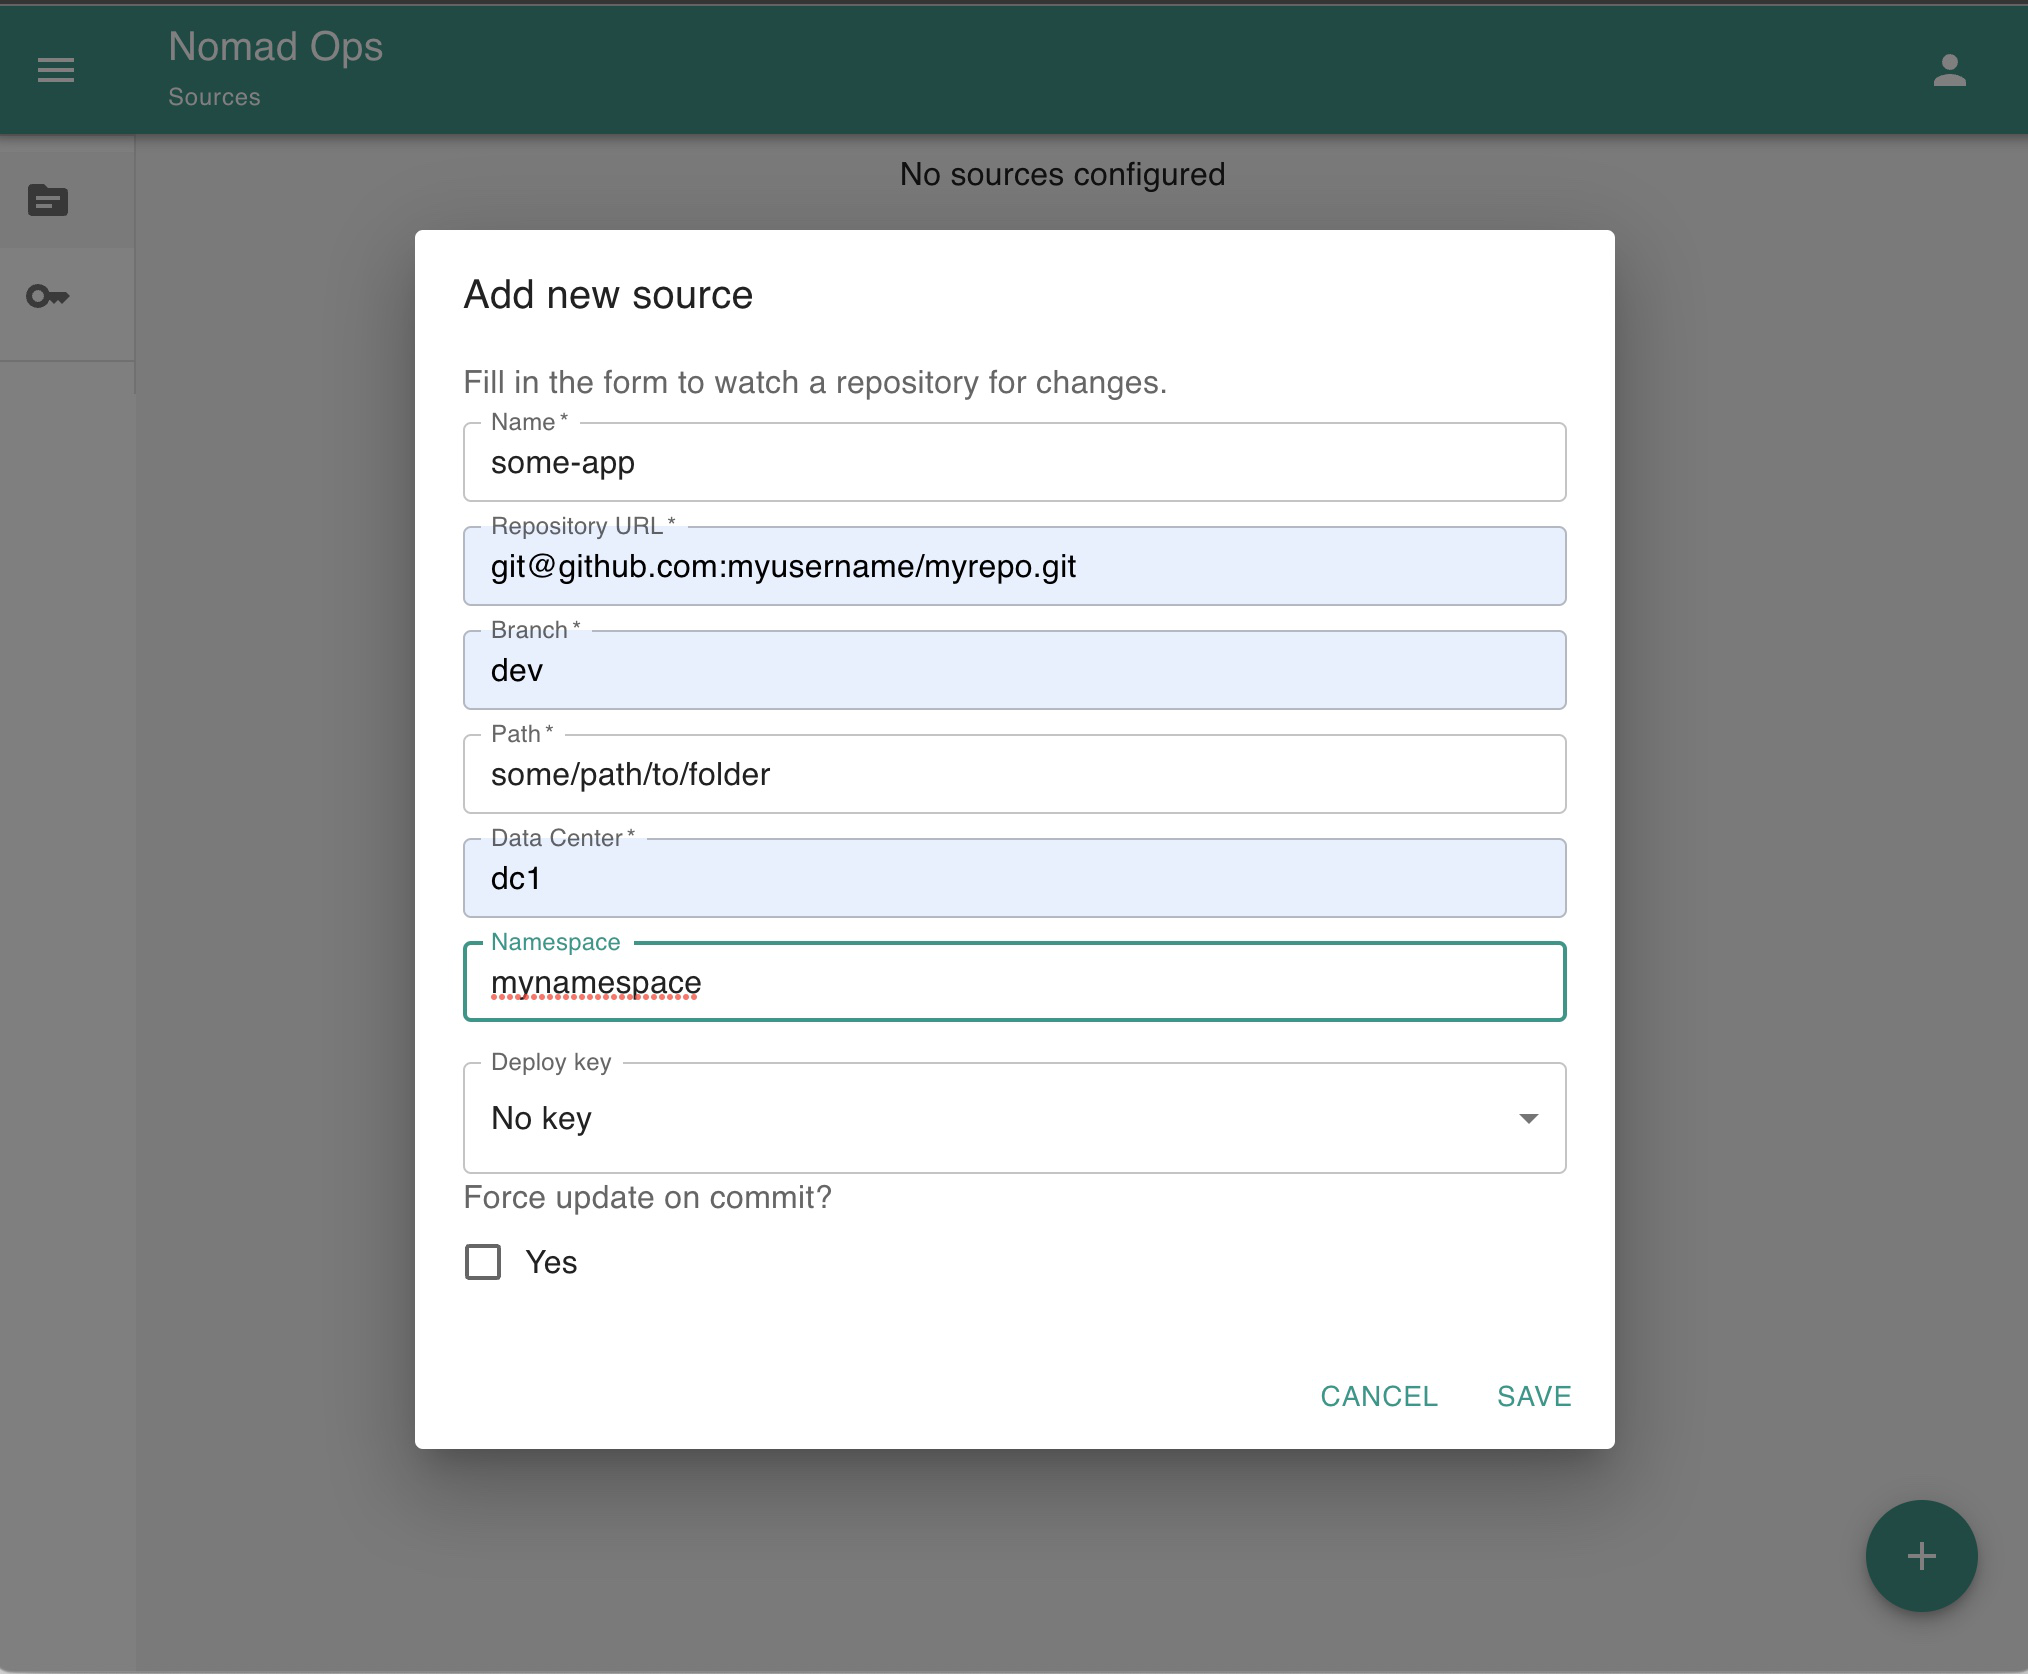 Nomad Ops
Sources
No sources configured
Add new source
Fill in the form to watch a repository for changes.
Name *
some-app
Repository URL *
git@github.com:myusername/myrepo.git
Branch *
dev
Path *
some/path/to/folder
Data Center *
dc1
Namespace
mynamespace
Deploy key
No key
Force update on commit?
Yes
CANCEL SAVE
+